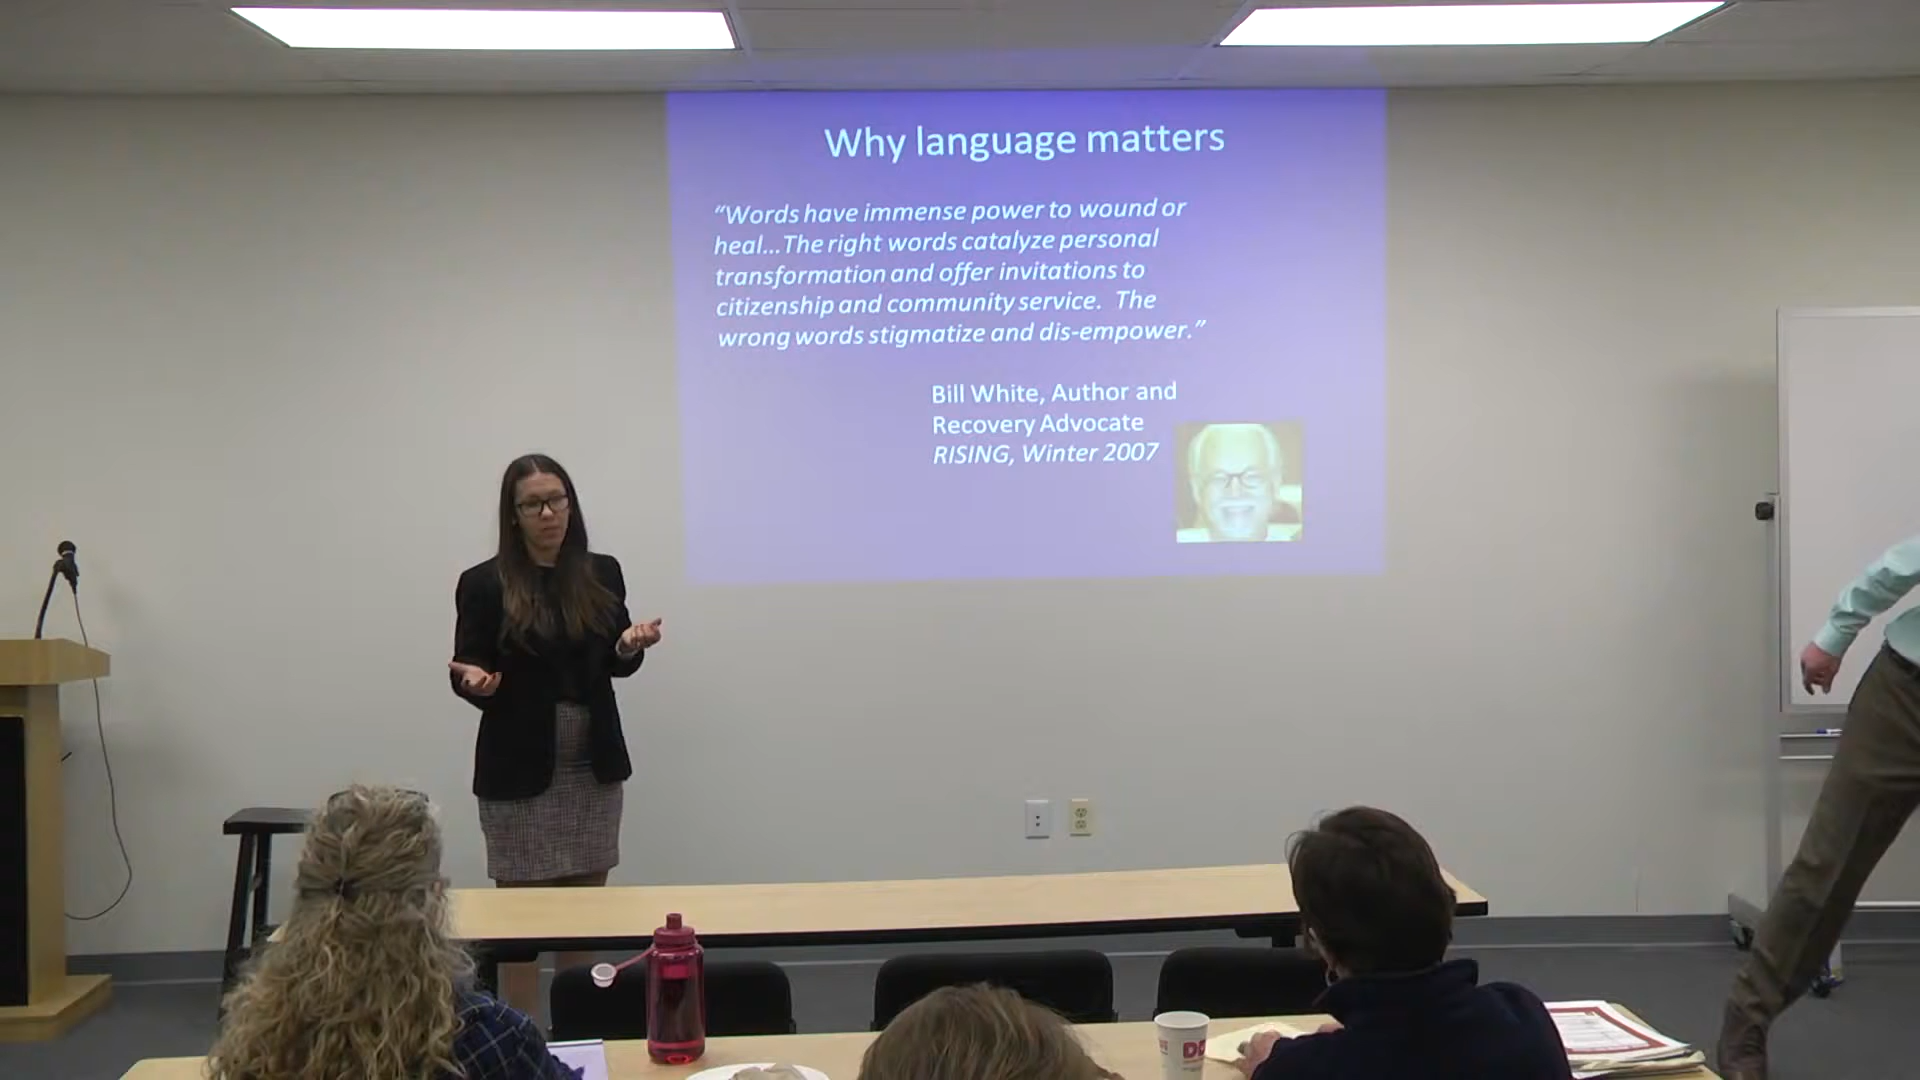 Why language matters
“Words have immense power to wound or
heal...The right words catalyze personal
transformation and offer invitations to
citizenship and community service. The
wrong words stigmatize and dis-empower.”
Bill White, Author and
Recovery Advocate
RISING, Winter 2007
DD